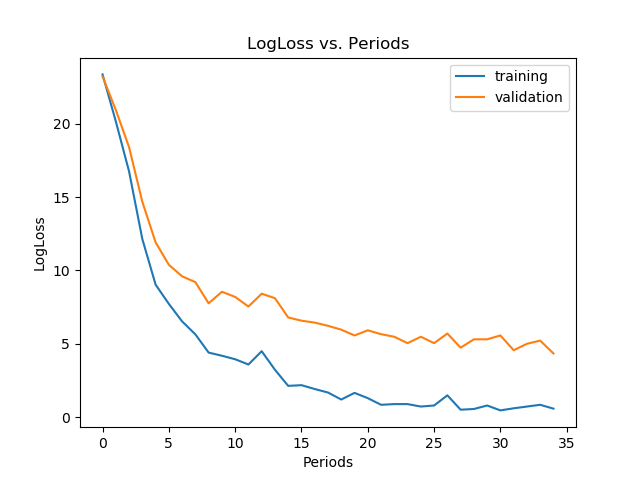 LogLoss vs. Periods
training
validation
LogLoss
20
15
10
5
0
0 5 10 15 20 25 30 35
Periods